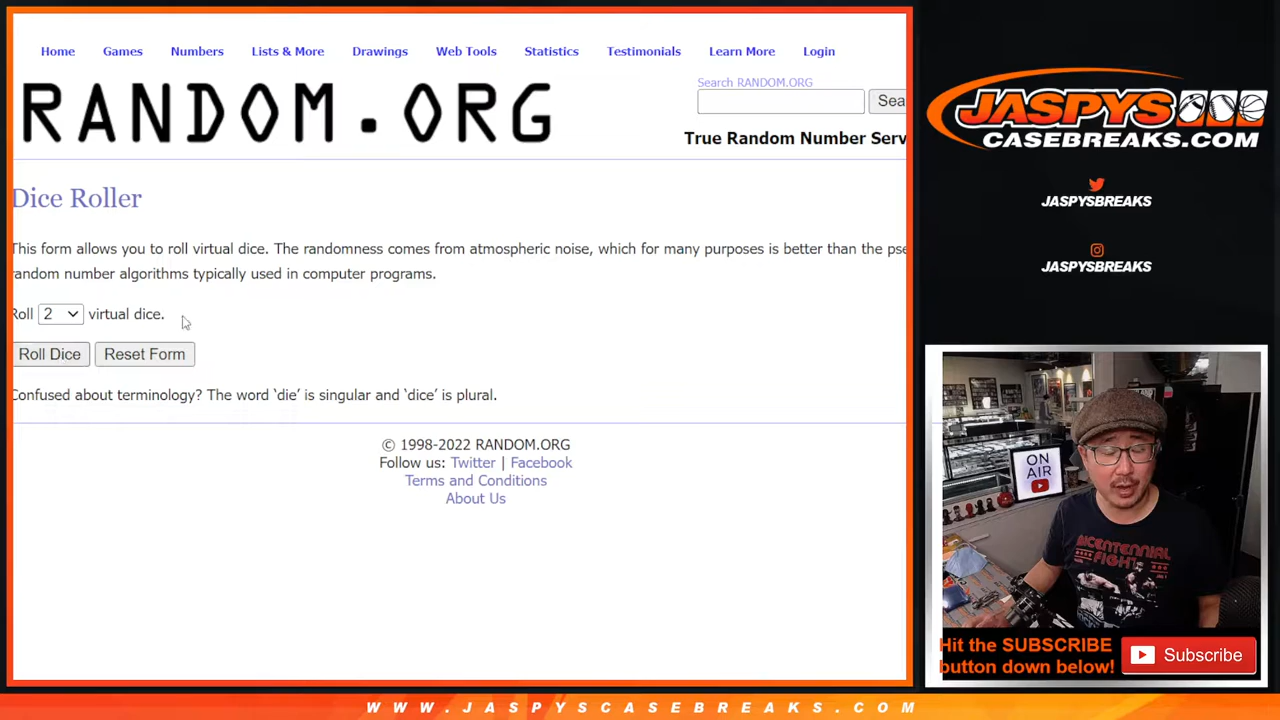 Home Games Numbers Lists & More Drawings Web Tools Statistics Testimonials Learn More Login
Search RANDOM.ORG
RANDOM.ORG
Sea
True Random Number Serv
Dice Roller
This form allows you to roll virtual dice. The randomness comes from atmospheric noise, which for many purposes is better than the pse
random number algorithms typically used in computer programs.
Roll 2 virtual dice.
Roll Dice Reset Form
Confused about terminology? The word ‘die’ is singular and ‘dice’ is plural.
© 1998-2022 RANDOM.ORG
Follow us: Twitter | Facebook
Terms and Conditions
About Us
JASPYS
CASEBREAKS.COM
JASPYSBREAKS
JASPYSBREAKS
ON
AIR
BICENTENNIAL
FIGHT
Hit the SUBSCRIBE
button down below!
Subscribe
WWW.JASPYSCASEBREAKS.COM